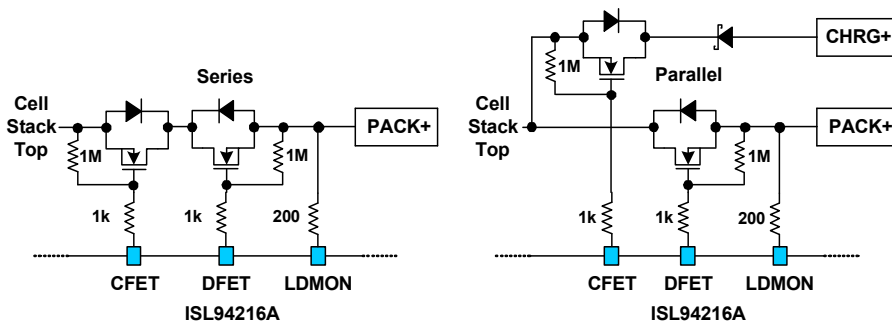 Series
Cell
Stack
Top
1M
1M
PACK+
1k
1k
200
CFET
DFET
LDMON
ISL94216A
CHRG+
1M
Parallel
Cell
Stack
Top
PACK+
1M
1k
1k
200
CFET
DFET
LDMON
ISL94216A